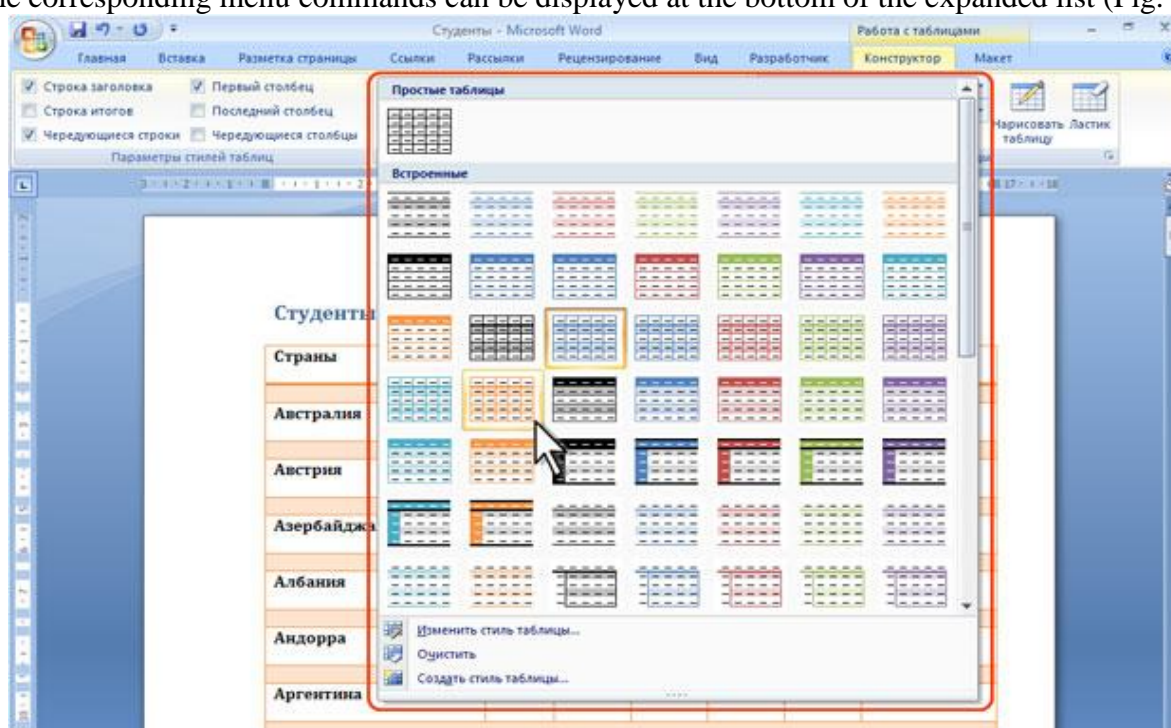 he corresponding menu commands can be displayed at the bottom of the expanded list (Fig.
Студенты - Microsoft Word
Работа с таблицами
Главная Вставка Разметка страницы Ссылки Рассылки Рецензирование Вид Разработчик Конструктор Макет
Строка заголовка Первый столбец
Строка итогов Последний столбец
Чередующиеся строки Чередующиеся столбцы
Параметры стилей таблиц
Простые таблицы
Нарисовать таблицу
Ластик
Встроенные
Студенты
Страны
Австралия
Австрия
Албания
Андорра
Аргентина
Изменить стиль таблицы...
Очистить
Создать стиль таблицы...